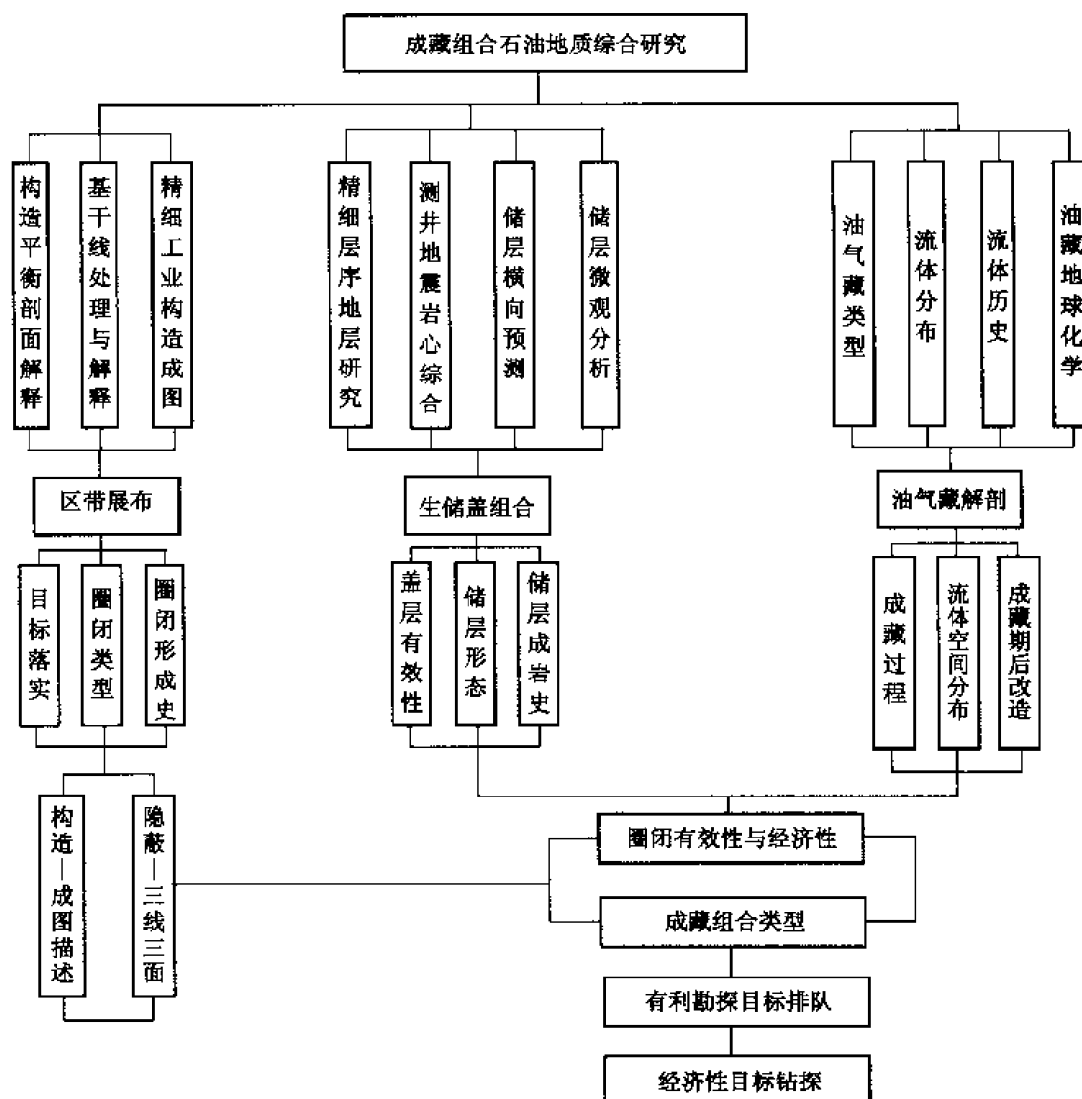 成藏组合石油地质综合研究
构造平衡剖面解释
基干线处理与解释
精细工业构造成图
精细层序地层研究
测井地震岩心综合
储层横向预测
储层微观分析
油气藏类型
流体分布
流体历史
油藏地球化学
区带展布
生储盖组合
油气藏解剖
目标落实
圈闭类型
圈闭形成史
盖层有效性
储层形态
储层成岩史
成藏过程
流体空间分布
成藏期后改造
构造—成图描述
隐蔽—三线三面
圈闭有效性与经济性
成藏组合类型
有利勘探目标排队
经济性目标钻探